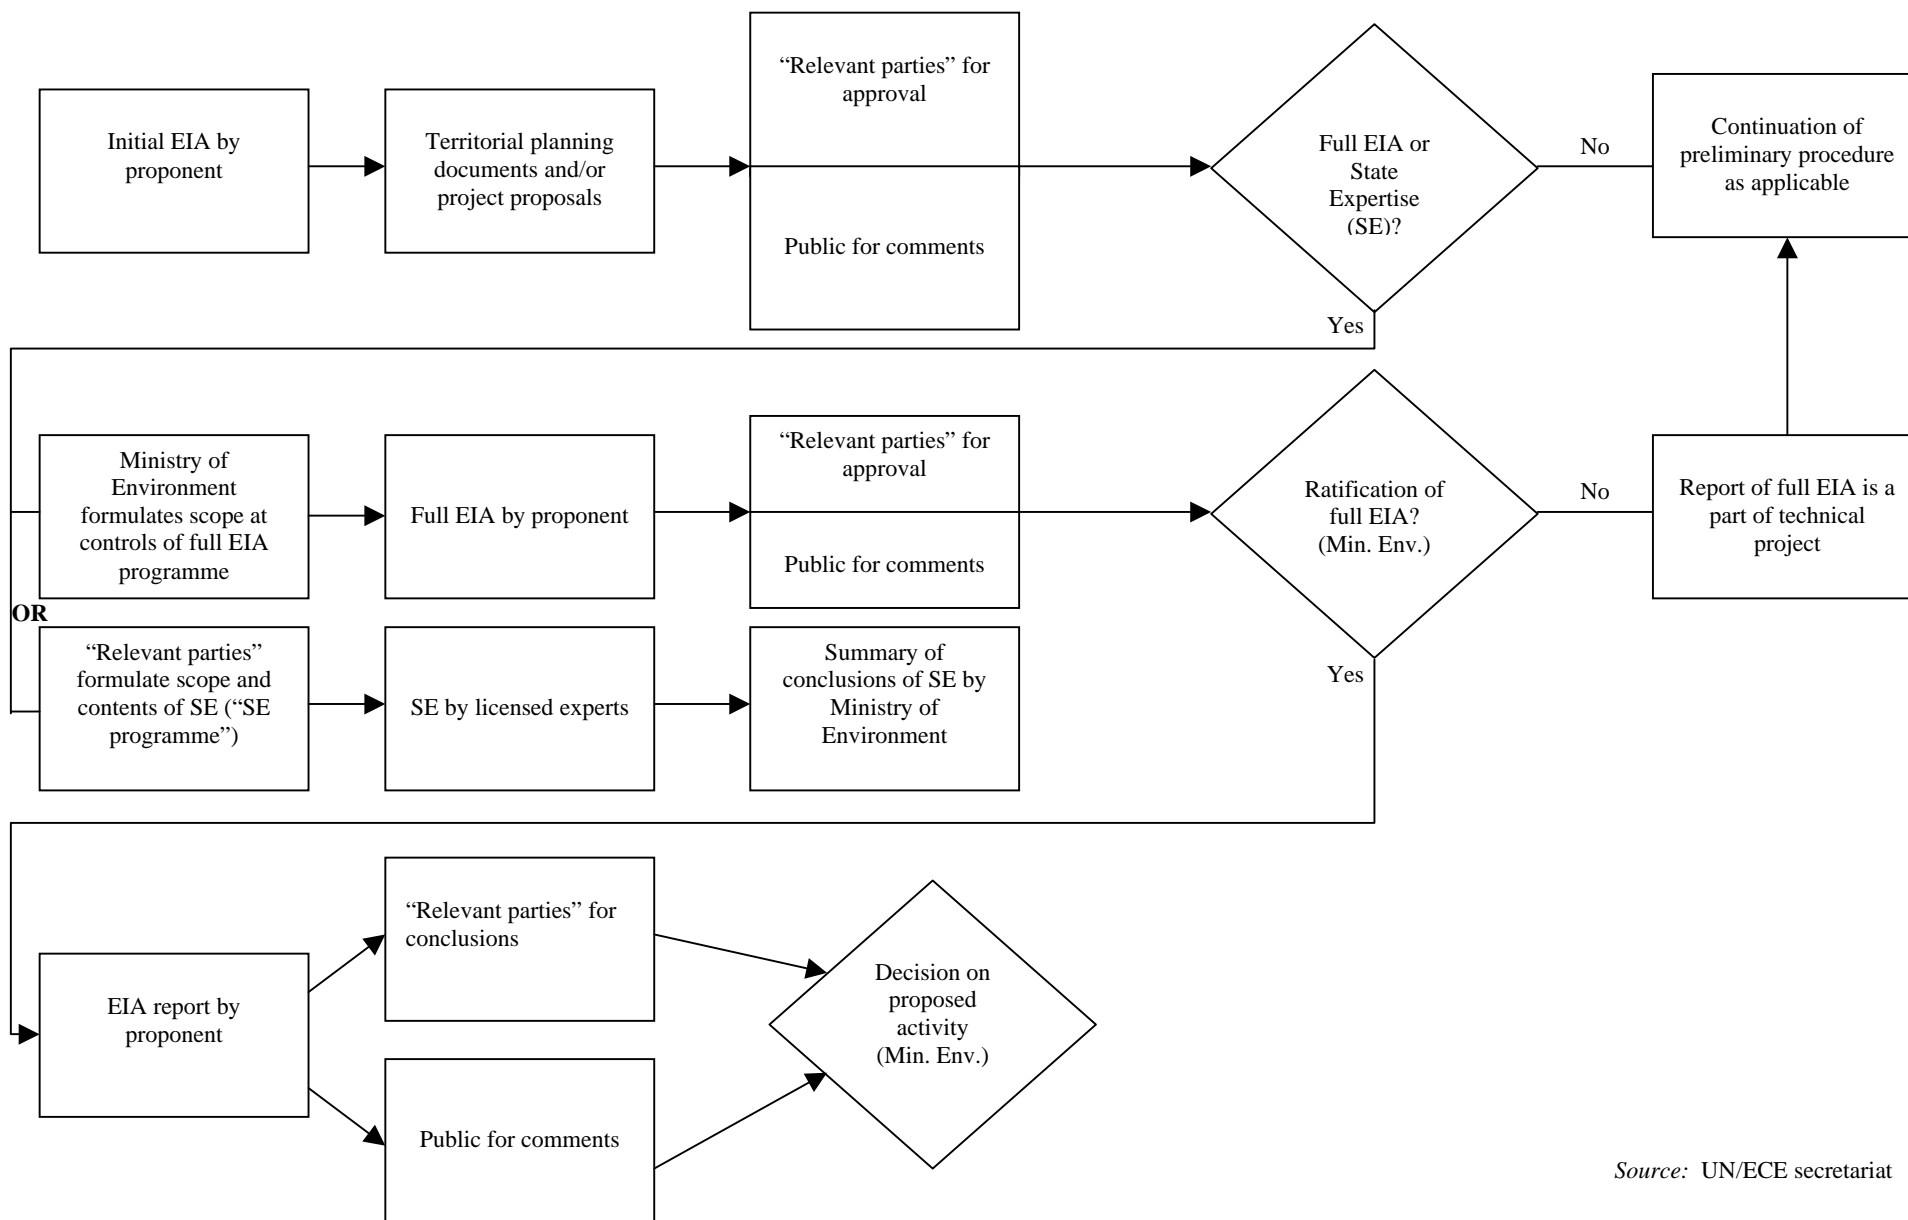 Initial EIA by
proponent
Territorial planning
documents and/or
project proposals
“Relevant parties” for
approval
Public for comments
Full EIA or
State
Expertise
(SE)?
No
Continuation of
preliminary procedure
as applicable
Yes
Ministry of
Environment
formulates scope at
controls of full EIA
programme
Full EIA by proponent
“Relevant parties” for
approval
Public for comments
Ratification of
full EIA?
(Min. Env.)
No
Report of full EIA is a
part of technical
project
OR
“Relevant parties”
formulate scope and
contents of SE (“SE
programme”)
SE by licensed experts
Summary of
conclusions of SE by
Ministry of
Environment
Yes
EIA report by
proponent
“Relevant parties” for
conclusions
Public for comments
Decision on
proposed
activity
(Min. Env.)
Source: UN/ECE secretariat